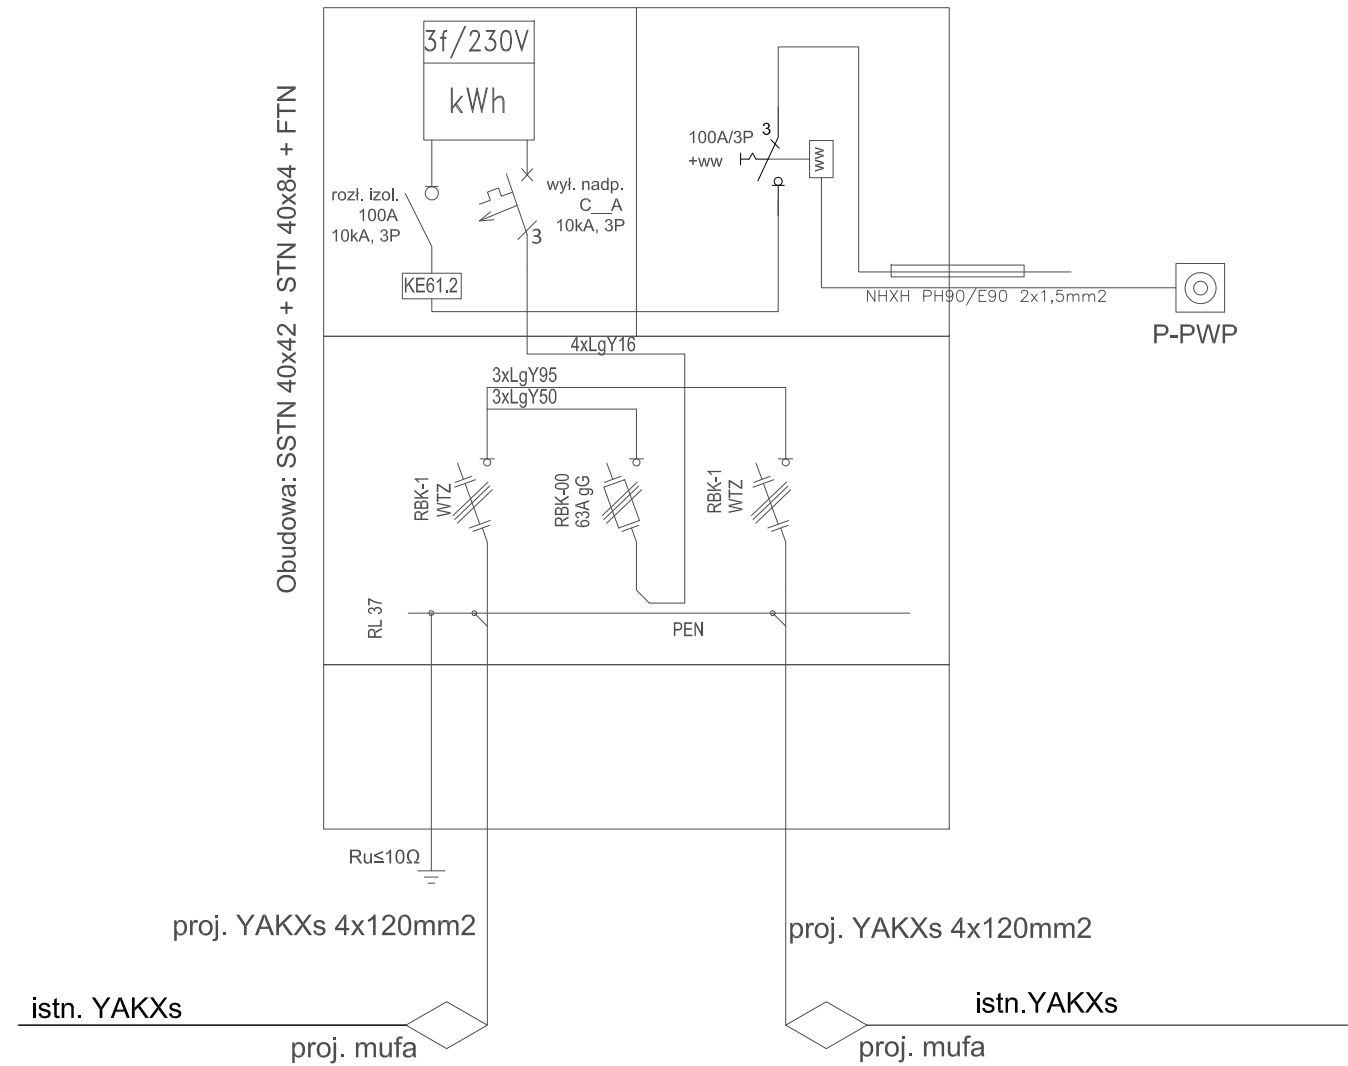 Obudowa: SSTN 40x42 + STN 40x84 + FTN
3f/230V
kWh
rozł. izol.
100A
10kA, 3P
wył. nadp.
C__A
10kA, 3P
3
KE61.2
100A/3P
+ww
3
WW
NHXH PH90/E90 2x1,5mm2
P-PWP
4xLgY16
3xLgY95
3xLgY50
RBK-1
WTZ
RBK-00
63A gG
RBK-1
WTZ
RL 37
PEN
Ru≤10Ω
proj. YAKXs 4x120mm2
proj. YAKXs 4x120mm2
istn. YAKXs
istn.YAKXs
proj. mufa
proj. mufa